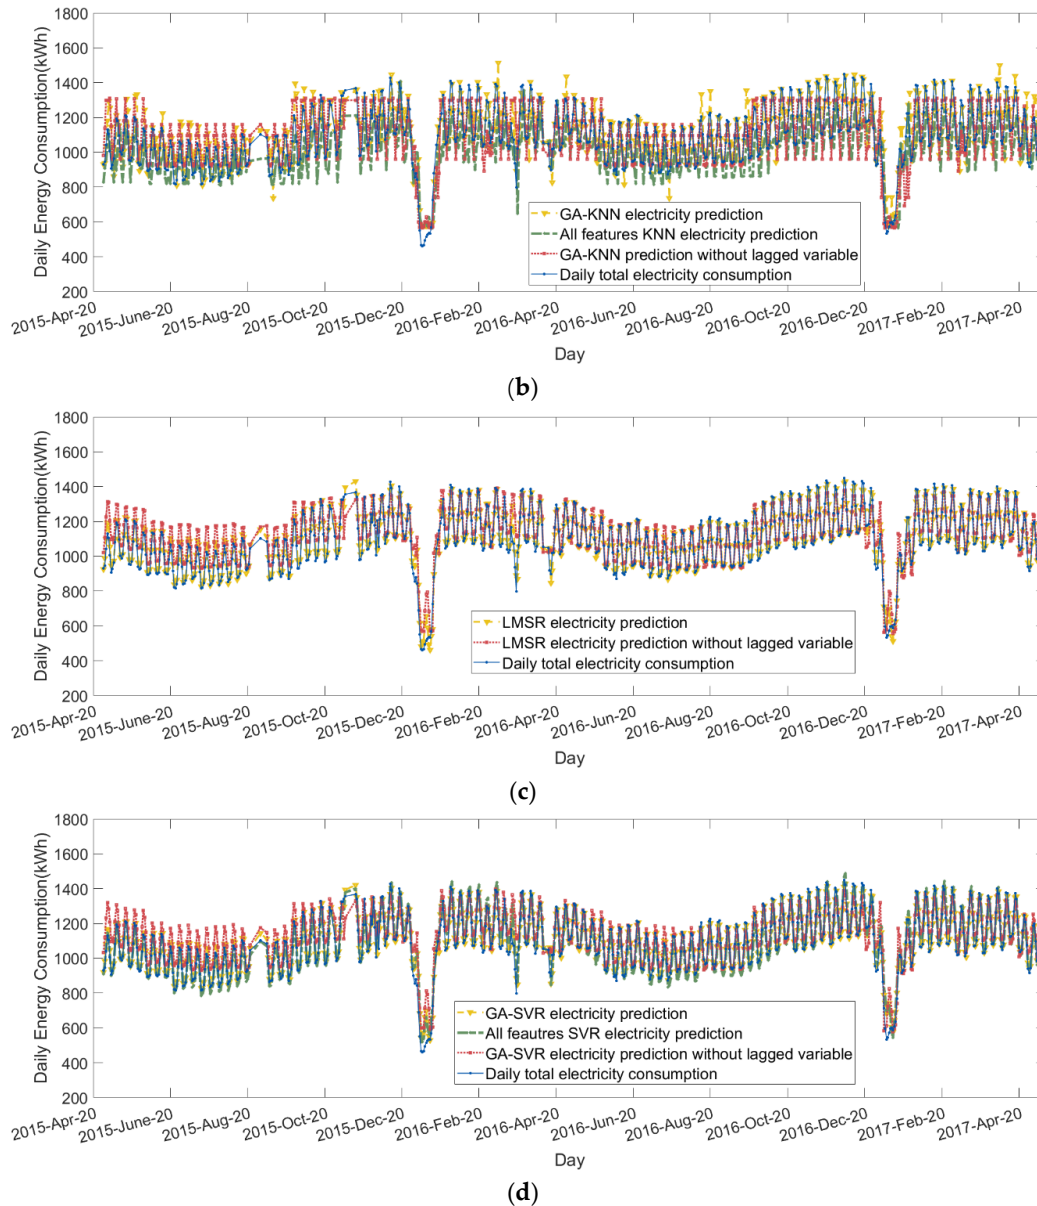 1800
1600
1400
1200
1000
800
600
400
200
Daily Energy Consumption(kWh)
GA-KNN electricity prediction
All features KNN electricity prediction
GA-KNN prediction without lagged variable
Daily total electricity consumption
2015-Apr-20
2015-June-20
2015-Aug-20
2015-Oct-20
2015-Dec-20
2016-Feb-20
2016-Apr-20
2016-Jun-20
2016-Aug-20
2016-Oct-20
2016-Dec-20
2017-Feb-20
2017-Apr-20
Day
(b)
1800
1600
1400
1200
1000
800
600
400
200
Daily Energy Consumption(kWh)
LMSR electricity prediction
LMSR electricity prediction without lagged variable
Daily total electricity consumption
2015-Apr-20
2015-June-20
2015-Aug-20
2015-Oct-20
2015-Dec-20
2016-Feb-20
2016-Apr-20
2016-Jun-20
2016-Aug-20
2016-Oct-20
2016-Dec-20
2017-Feb-20
2017-Apr-20
Day
(c)
1800
1600
1400
1200
1000
800
600
400
200
Daily Energy Consumption(kWh)
GA-SVR electricity prediction
All feautres SVR electricity prediction
GA-SVR electricity prediction without lagged variable
Daily total electricity consumption
2015-Apr-20
2015-June-20
2015-Aug-20
2015-Oct-20
2015-Dec-20
2016-Feb-20
2016-Apr-20
2016-Jun-20
2016-Aug-20
2016-Oct-20
2016-Dec-20
2017-Feb-20
2017-Apr-20
Day
(d)